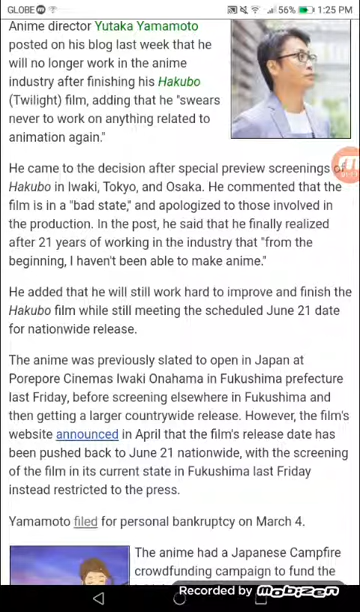 GLOBE
56% 1:25 PM
Anime director Yutaka Yamamoto
posted on his blog last week that he
will no longer work in the anime
industry after finishing his Hakubo
(Twilight) film, adding that he "swears
never to work on anything related to
animation again."
He came to the decision after special preview screenings of
Hakubo in Iwaki, Tokyo, and Osaka. He commented that the
film is in a "bad state," and apologized to those involved in
the production. In the post, he said that he finally realized
after 21 years of working in the industry that "from the
beginning, I haven't been able to make anime."
He added that he will still work hard to improve and finish the
Hakubo film while still meeting the scheduled June 21 date
for nationwide release.
The anime was previously slated to open in Japan at
Porepore Cinemas Iwaki Onahama in Fukushima prefecture
last Friday, before screening elsewhere in Fukushima and
then getting a larger countrywide release. However, the film's
website announced in April that the film's release date has
been pushed back to June 21 nationwide, with the screening
of the film in its current state in Fukushima last Friday
instead restricted to the press.
Yamamoto filed for personal bankruptcy on March 4.
The anime had a Japanese Campfire
crowdfunding campaign to fund the
Recorded by Mobizen